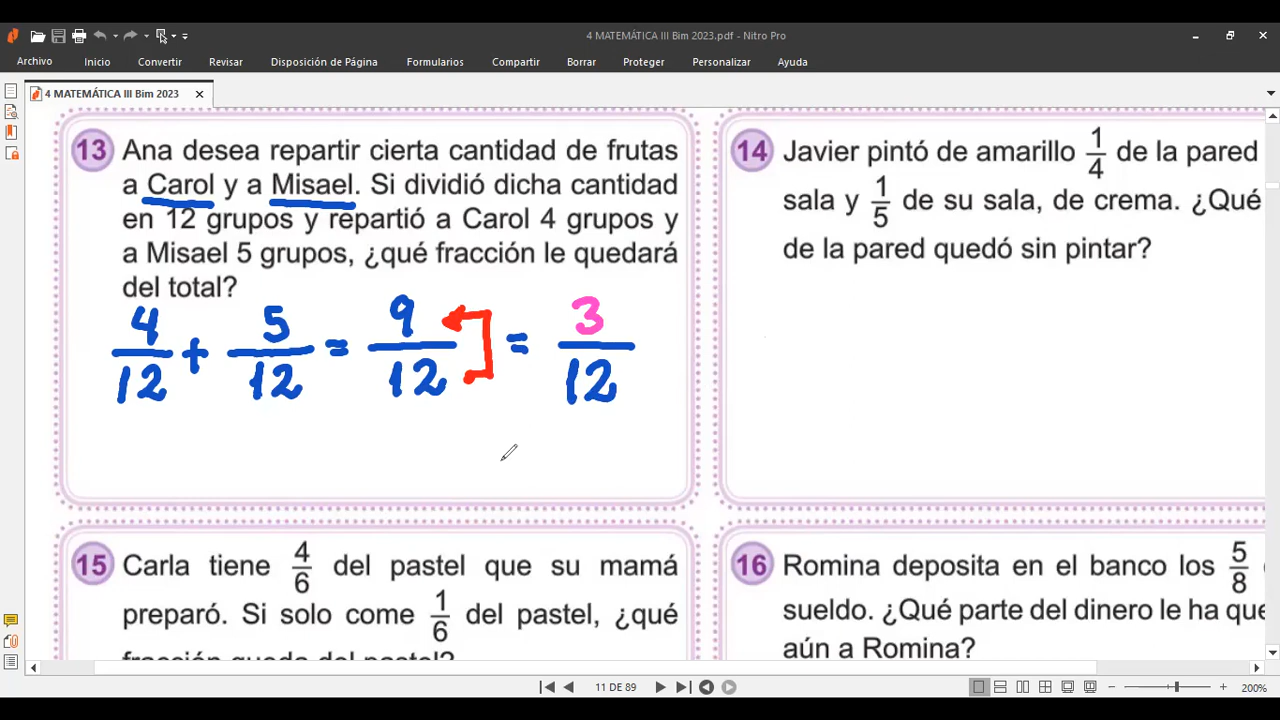 4 MATEMÁTICA III Bim 2023.pdf - Nitro Pro
Archivo Inicio Convertir Revisar Disposición de Página Formularios Compartir Borrar Proteger Personalizar Ayuda
4 MATEMÁTICA III Bim 2023
13 Ana desea repartir cierta cantidad de frutas
a Carol y a Misael. Si dividió dicha cantidad
en 12 grupos y repartió a Carol 4 grupos y
a Misael 5 grupos, ¿qué fracción le quedará
del total?
4/12 + 5/12 = 9/12 = 3/12
14 Javier pintó de amarillo 1/4 de la pared
sala y 1/5 de su sala, de crema. ¿Qué
de la pared quedó sin pintar?
15 Carla tiene 4/6 del pastel que su mamá
preparó. Si solo come 1/6 del pastel, ¿qué
fracción queda del pastel?
16 Romina deposita en el banco los 5/8
sueldo. ¿Qué parte del dinero le ha que
aún a Romina?
11 DE 89
200%